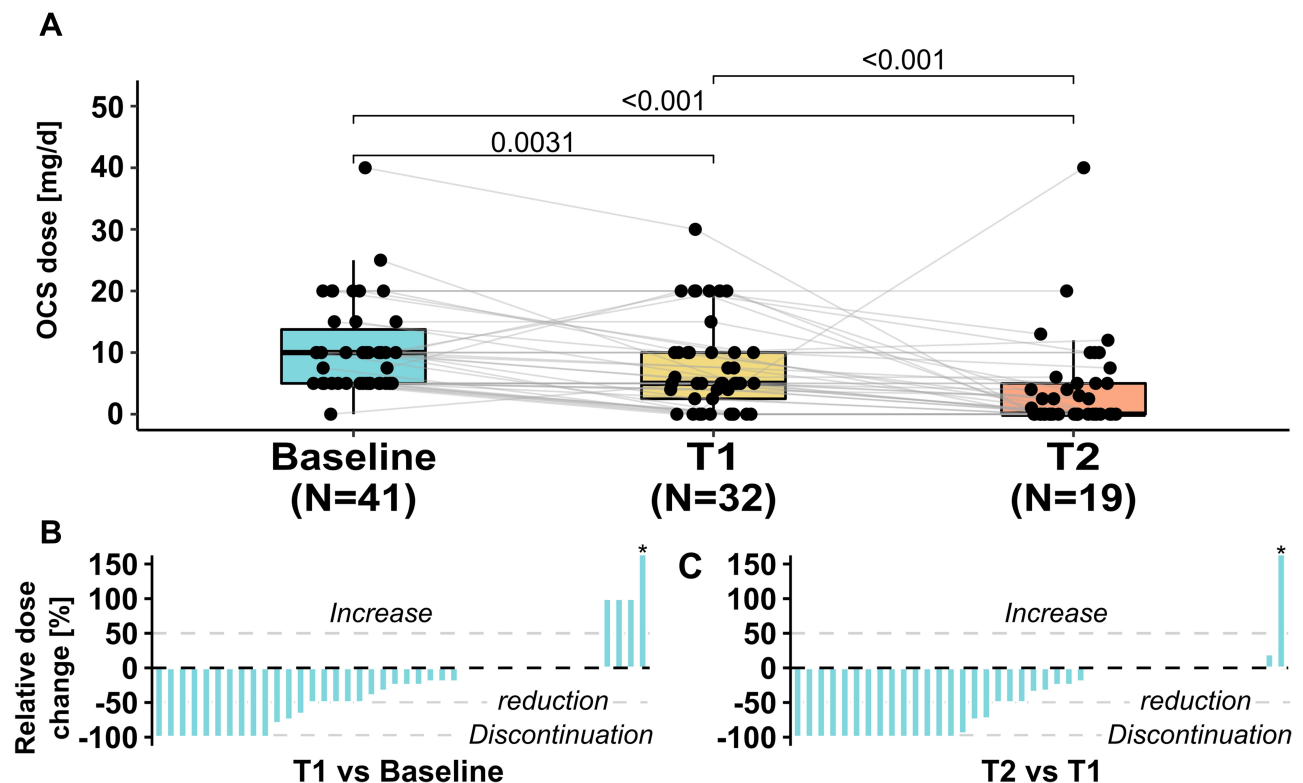 A
<0.001
<0.001
0.0031
OCS dose [mg/d]
50
40
30
20
10
0
Baseline
(N=41)
T1
(N=32)
T2
(N=19)
B
Relative dose
change [%]
150
100
50
0
-50
-100
*
Increase
reduction
Discontinuation
T1 vs Baseline
C
150
100
50
0
-50
-100
*
Increase
reduction
Discontinuation
T2 vs T1